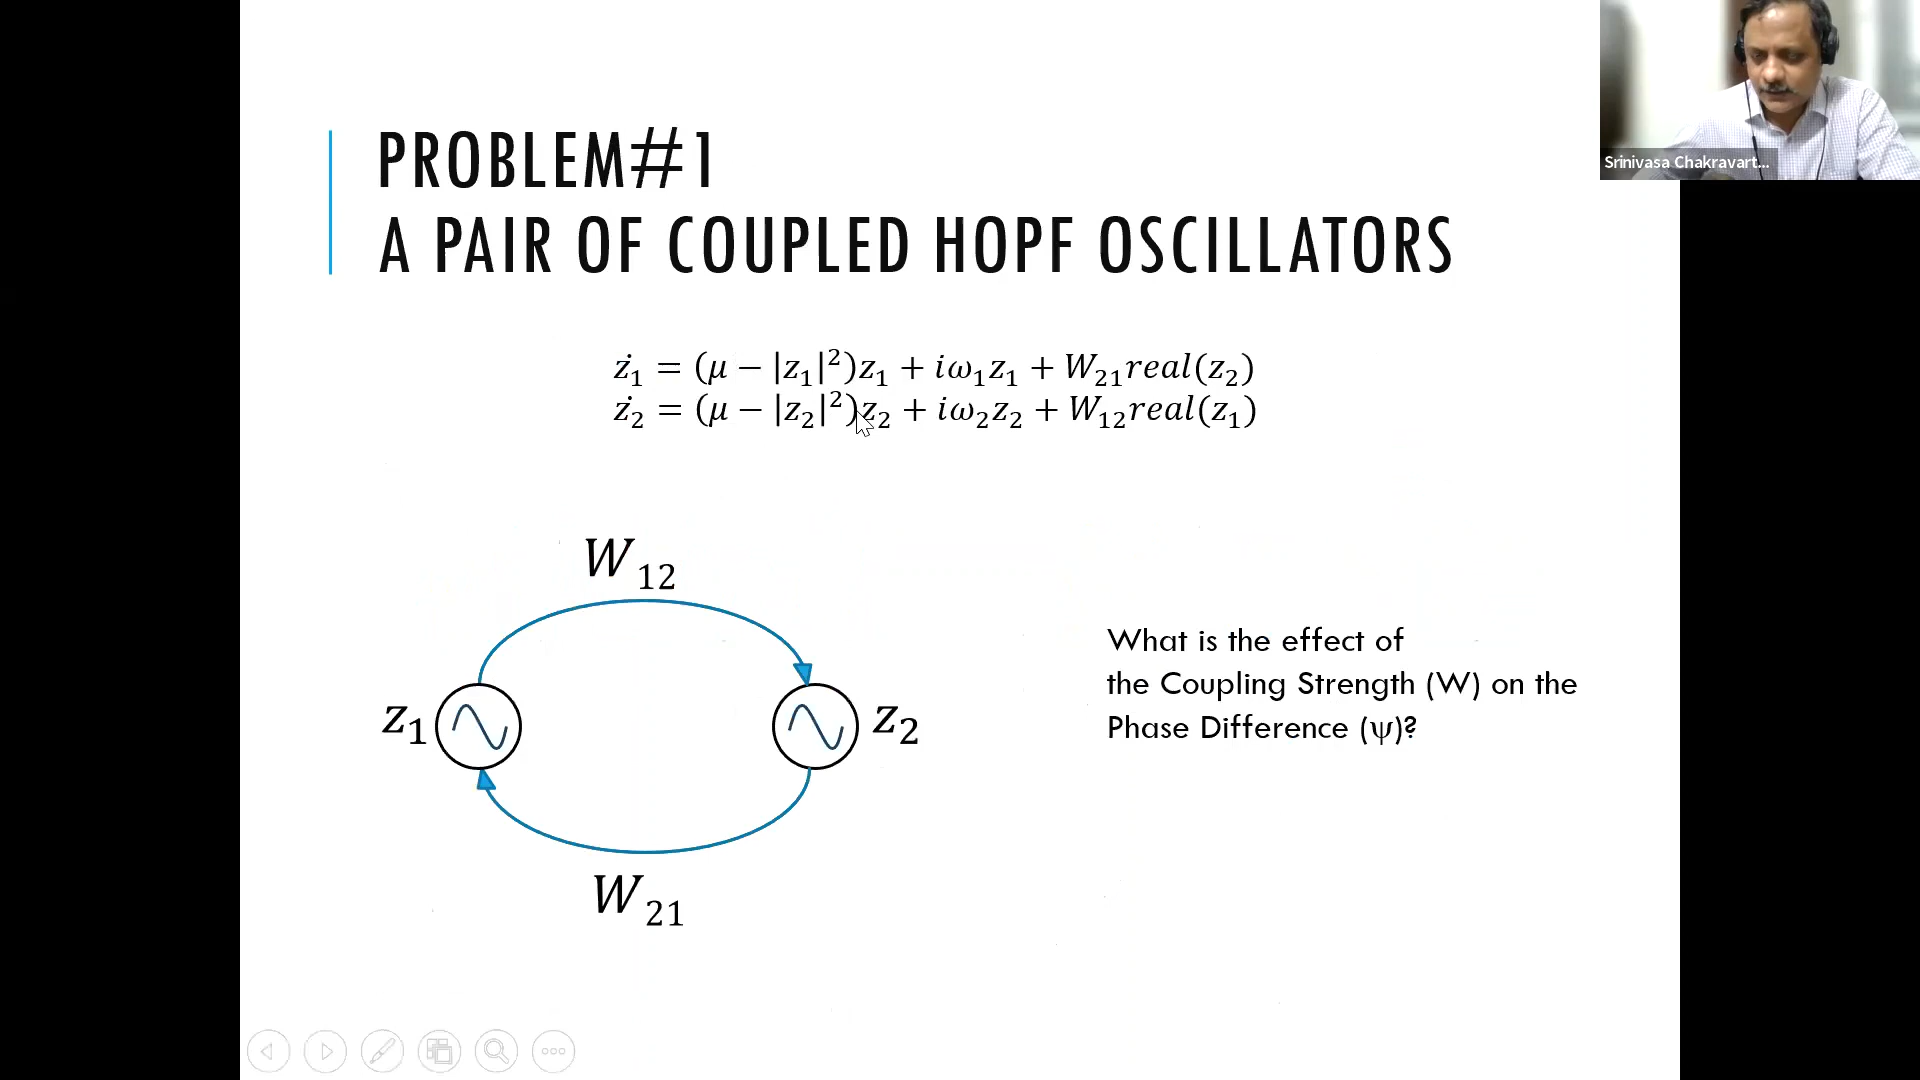 PROBLEM#1
A PAIR OF COUPLED HOPF OSCILLATORS
Srinivasa Chakravart...
ż₁ = (μ − |z₁|²)z₁ + iω₁z₁ + W₂₁real(z₂)
ż₂ = (μ − |z₂|²)z₂ + iω₂z₂ + W₁₂real(z₁)
W₁₂
z₁
z₂
W₂₁
What is the effect of
the Coupling Strength (W) on the
Phase Difference (ψ)?